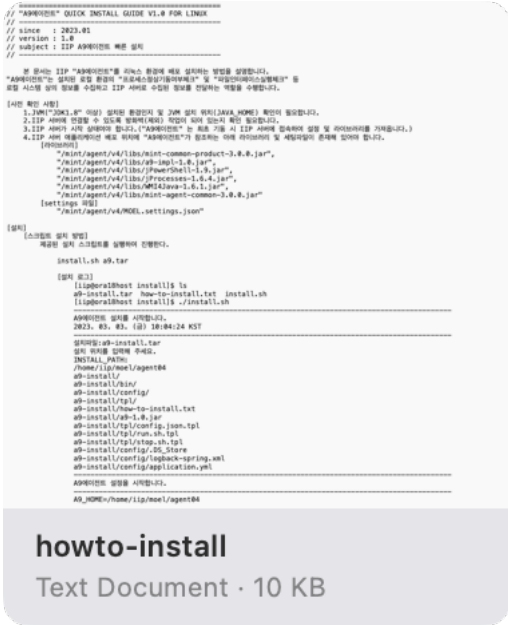 // ================================================
// "A9에이전트" QUICK INSTALL GUIDE V1.0 FOR LINUX
// ------------------------------------------------
// since : 2023.01
// version : 1.0
// subject : IIP A9에이전트 빠른 설치
// ------------------------------------------------
본 문서는 IIP "A9에이전트"를 리눅스 환경에 배포 설치하는 방법을 설명합니다.
"A9에이전트"는 설치된 로컬 환경의 "프로세스정상기동여부체크" 및 "파일인터페이스실행체크" 등
로컬 시스템 상의 정보를 수집하고 IIP 서버로 수집된 정보를 전달하는 역할을 수행합니다.
[사전 확인 사항]
1.JVM("JDK1.8" 이상) 설치된 환경인지 및 JVM 설치 위치(JAVA_HOME) 확인이 필요합니다.
2.IIP 서버에 연결할 수 있도록 방화벽(해외) 작업이 되어 있는지 확인 필요합니다.
3.IIP 서버가 시작 상태여야 합니다.("A9에이전트" 는 최초 기동 시 IIP 서버에 접속하여 설정 및 라이브러리를 가져옵니다.)
4.IIP 서버 애플리케이션 배포 위치에 "A9에이전트"가 참조하는 아래 라이브러리 및 세팅파일이 존재해 있어야 합니다.
[라이브러리]
"/mint/agent/v4/libs/mint-common-product-3.0.0.jar",
"/mint/agent/v4/libs/a9-impl-1.0.jar",
"/mint/agent/v4/libs/jPowerShell-1.9.jar",
"/mint/agent/v4/libs/jProcesses-1.6.4.jar",
"/mint/agent/v4/libs/WMI4Java-1.6.1.jar",
"/mint/agent/v4/libs/mint-agent-common-3.0.0.jar"
[settings 파일]
"/mint/agent/v4/MOEL.settings.json"
[설치]
[스크립트 설치 방법]
제공된 설치 스크립트를 실행하여 진행한다.
install.sh a9.tar
[설치 로그]
[iip@ora18host install]$ ls
a9-install.tar how-to-install.txt install.sh
[iip@ora18host install]$ ./install.sh
------------------------------------------------
A9에이전트 설치를 시작합니다.
2023. 03. 03. (금) 10:04:24 KST
------------------------------------------------
설치파일:a9-install.tar
설치 위치를 입력해 주세요.
INSTALL_PATH:
/home/iip/moel/agent04
a9-install/
a9-install/bin/
a9-install/config/
a9-install/tpl/
a9-install/how-to-install.txt
a9-install/a9-1.0.jar
a9-install/tpl/config.json.tpl
a9-install/tpl/run.sh.tpl
a9-install/tpl/stop.sh.tpl
a9-install/config/.DS_Store
a9-install/config/logback-spring.xml
a9-install/config/application.yml
------------------------------------------------
A9에이전트 설정을 시작합니다.
------------------------------------------------
A9_HOME=/home/iip/moel/agent04
howto-install
Text Document · 10 KB